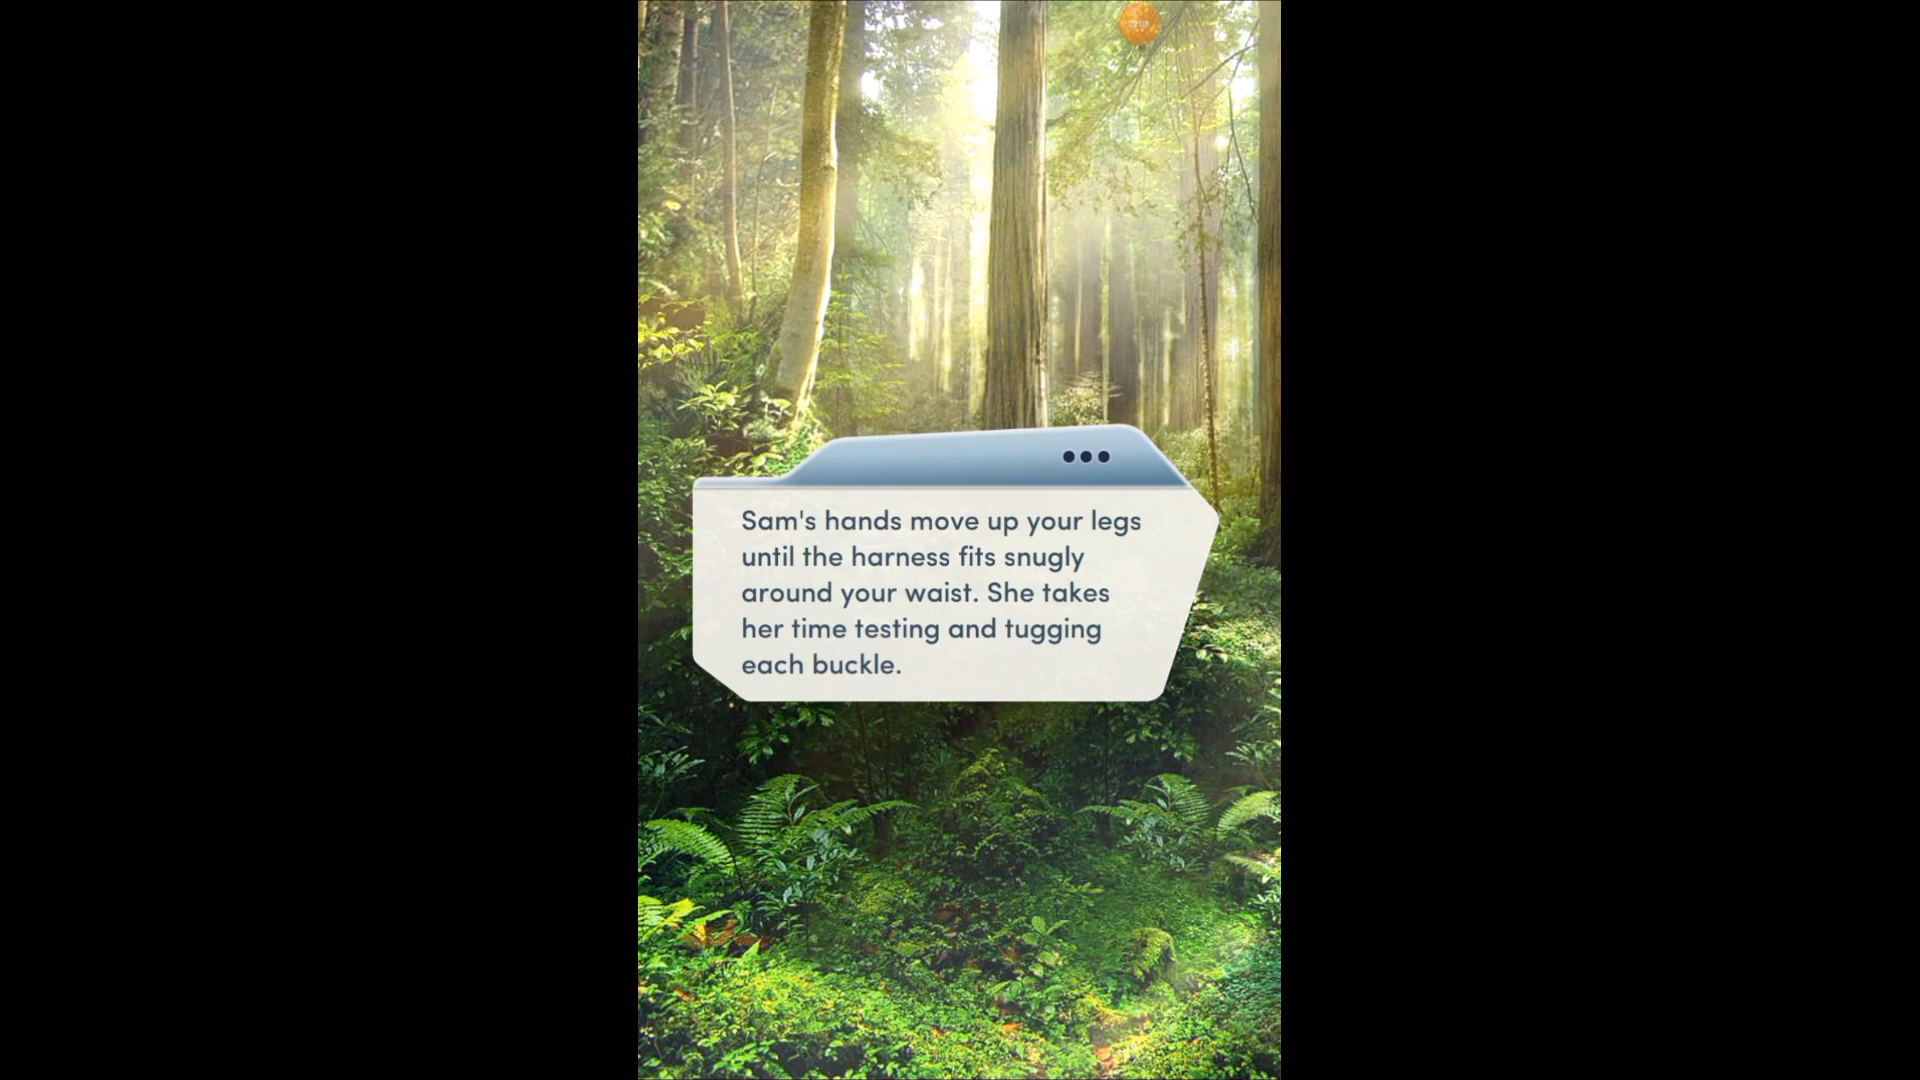 Sam's hands move up your legs
until the harness fits snugly
around your waist. She takes
her time testing and tugging
each buckle.